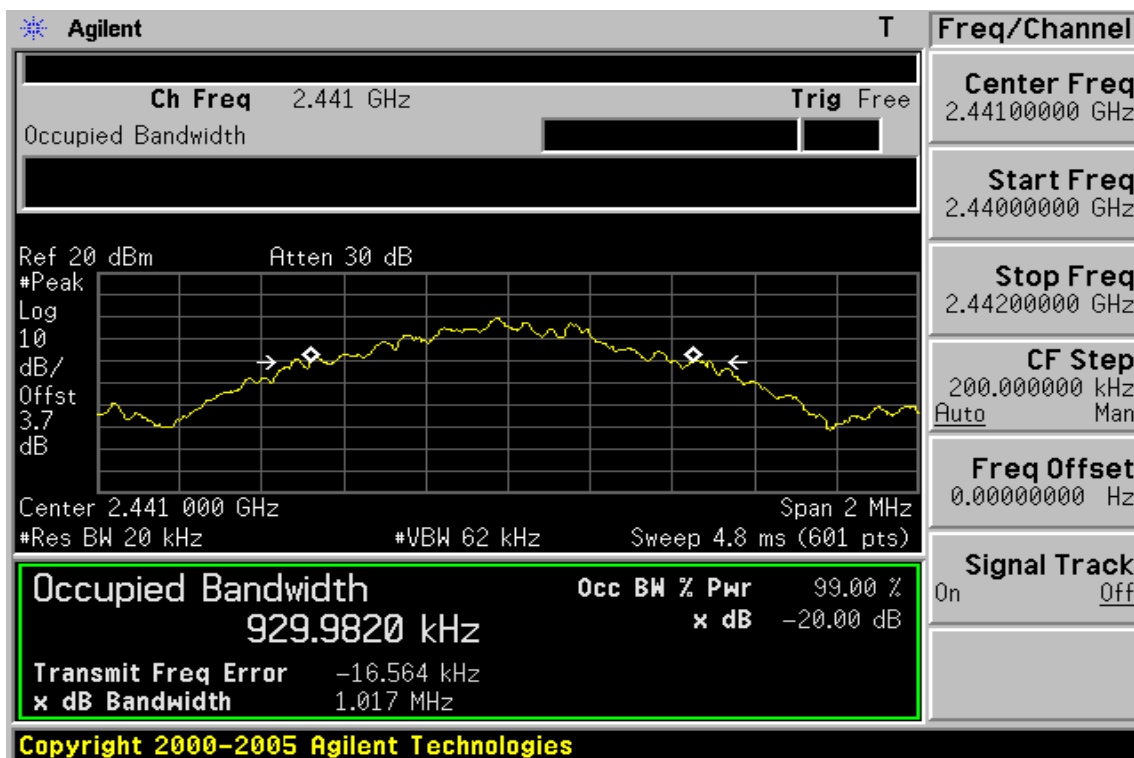 Agilent T
Ch Freq 2.441 GHz Trig Free
Occupied Bandwidth
Ref 20 dBm Atten 30 dB
#Peak
Log
10
dB/
Offst
3.7
dB
Center 2.441 000 GHz Span 2 MHz
#Res BW 20 kHz #VBW 62 kHz Sweep 4.8 ms (601 pts)
Occupied Bandwidth
929.9820 kHz
Occ BW % Pwr 99.00 %
x dB -20.00 dB
Transmit Freq Error -16.564 kHz
x dB Bandwidth 1.017 MHz
Copyright 2000-2005 Agilent Technologies
Freq/Channel
Center Freq
2.44100000 GHz
Start Freq
2.44000000 GHz
Stop Freq
2.44200000 GHz
CF Step
200.000000 kHz
Auto Man
Freq Offset
0.00000000 Hz
Signal Track
On Off